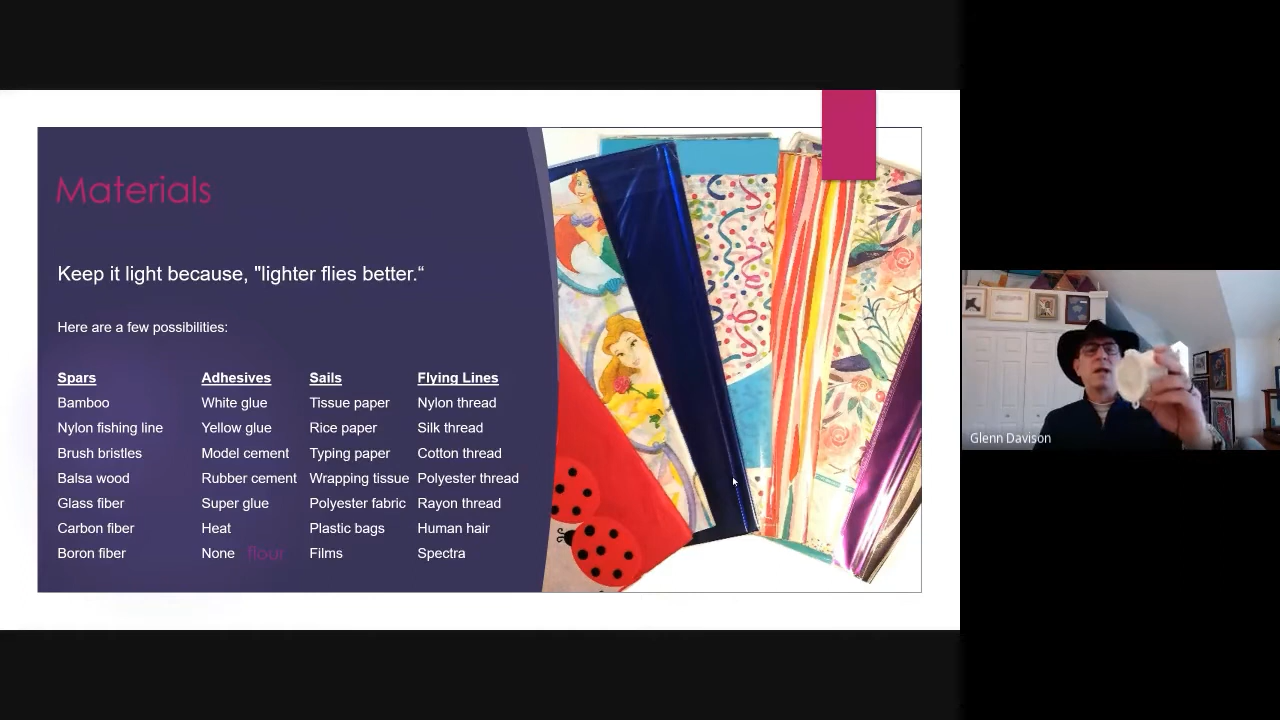 Materials
Keep it light because, "lighter flies better.“
Here are a few possibilities:
Spars Adhesives Sails Flying Lines
Bamboo White glue Tissue paper Nylon thread
Nylon fishing line Yellow glue Rice paper Silk thread
Brush bristles Model cement Typing paper Cotton thread
Balsa wood Rubber cement Wrapping tissue Polyester thread
Glass fiber Super glue Polyester fabric Rayon thread
Carbon fiber Heat Plastic bags Human hair
Boron fiber None flour Films Spectra
Glenn Davison